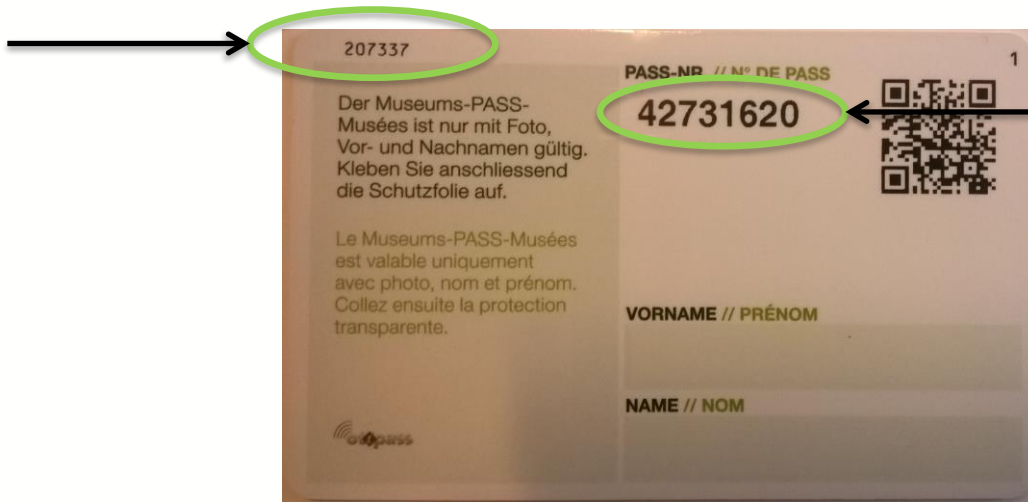 207337
1
PASS-NR. // N° DE PASS
42731620
Der Museums-PASS-
Musées ist nur mit Foto,
Vor- und Nachnamen gültig.
Kleben Sie anschliessend
die Schutzfolie auf.
Le Museums-PASS-Musées
est valable uniquement
avec photo, nom et prénom.
Collez ensuite la protection
transparente.
VORNAME // PRÉNOM
NAME // NOM